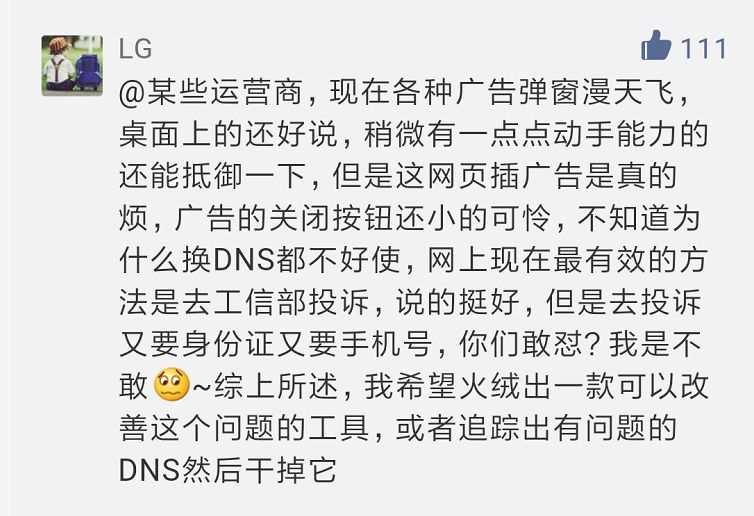 LG
111
@某些运营商，现在各种广告弹窗漫天飞，
桌面上的还好说，稍微有一点点动手能力的
还能抵御一下，但是这网页插广告是真的
烦，广告的关闭按钮还小的可怜，不知道为
什么换DNS都不好使，网上现在最有效的方
法是去工信部投诉，说的挺好，但是去投诉
又要身份证又要手机号，你们敢怼？我是不
敢😖~综上所述，我希望火绒出一款可以改
善这个问题的工具，或者追踪出有问题的
DNS然后干掉它